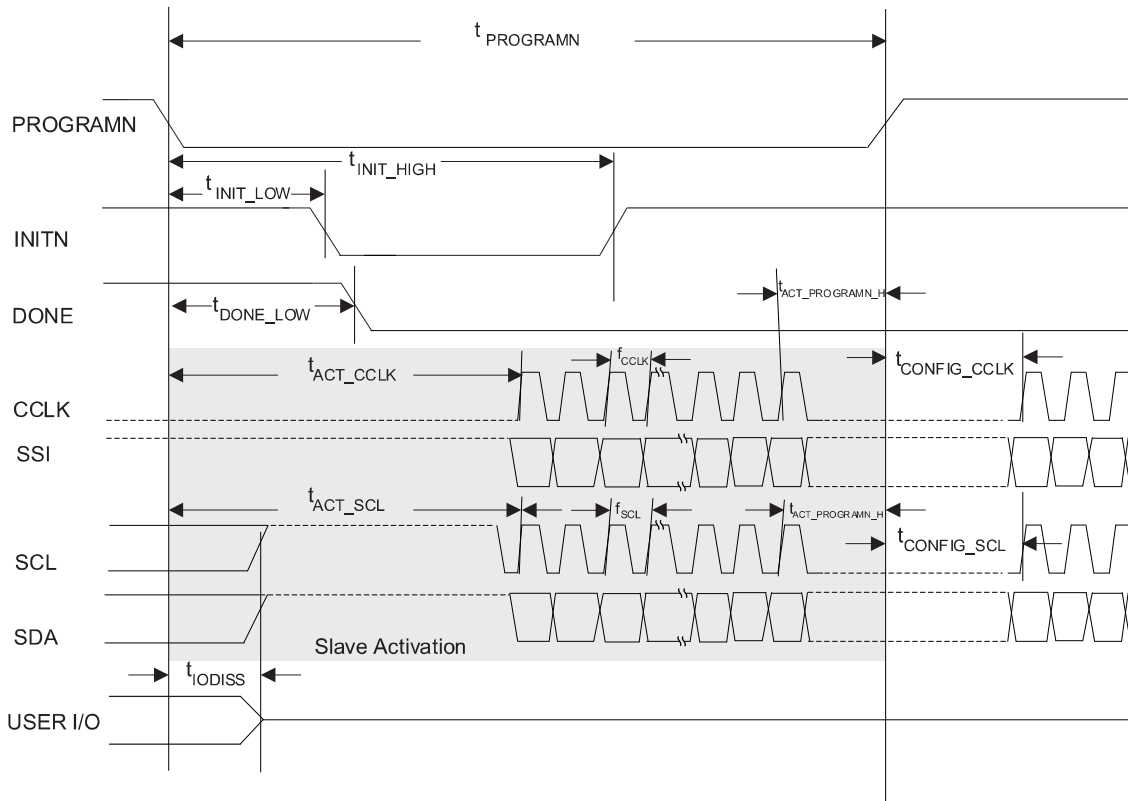 t PROGRAMN
PROGRAMN
t INIT_HIGH
t INIT_LOW
INITN
t ACT_PROGRAMN_H
t DONE_LOW
DONE
f CCLK
t ACT_CCLK
t CONFIG_CCLK
CCLK
SSI
t ACT_SCL
f SCL
t ACT_PROGRAMN_H
t CONFIG_SCL
SCL
SDA
Slave Activation
t IODISS
USER I/O